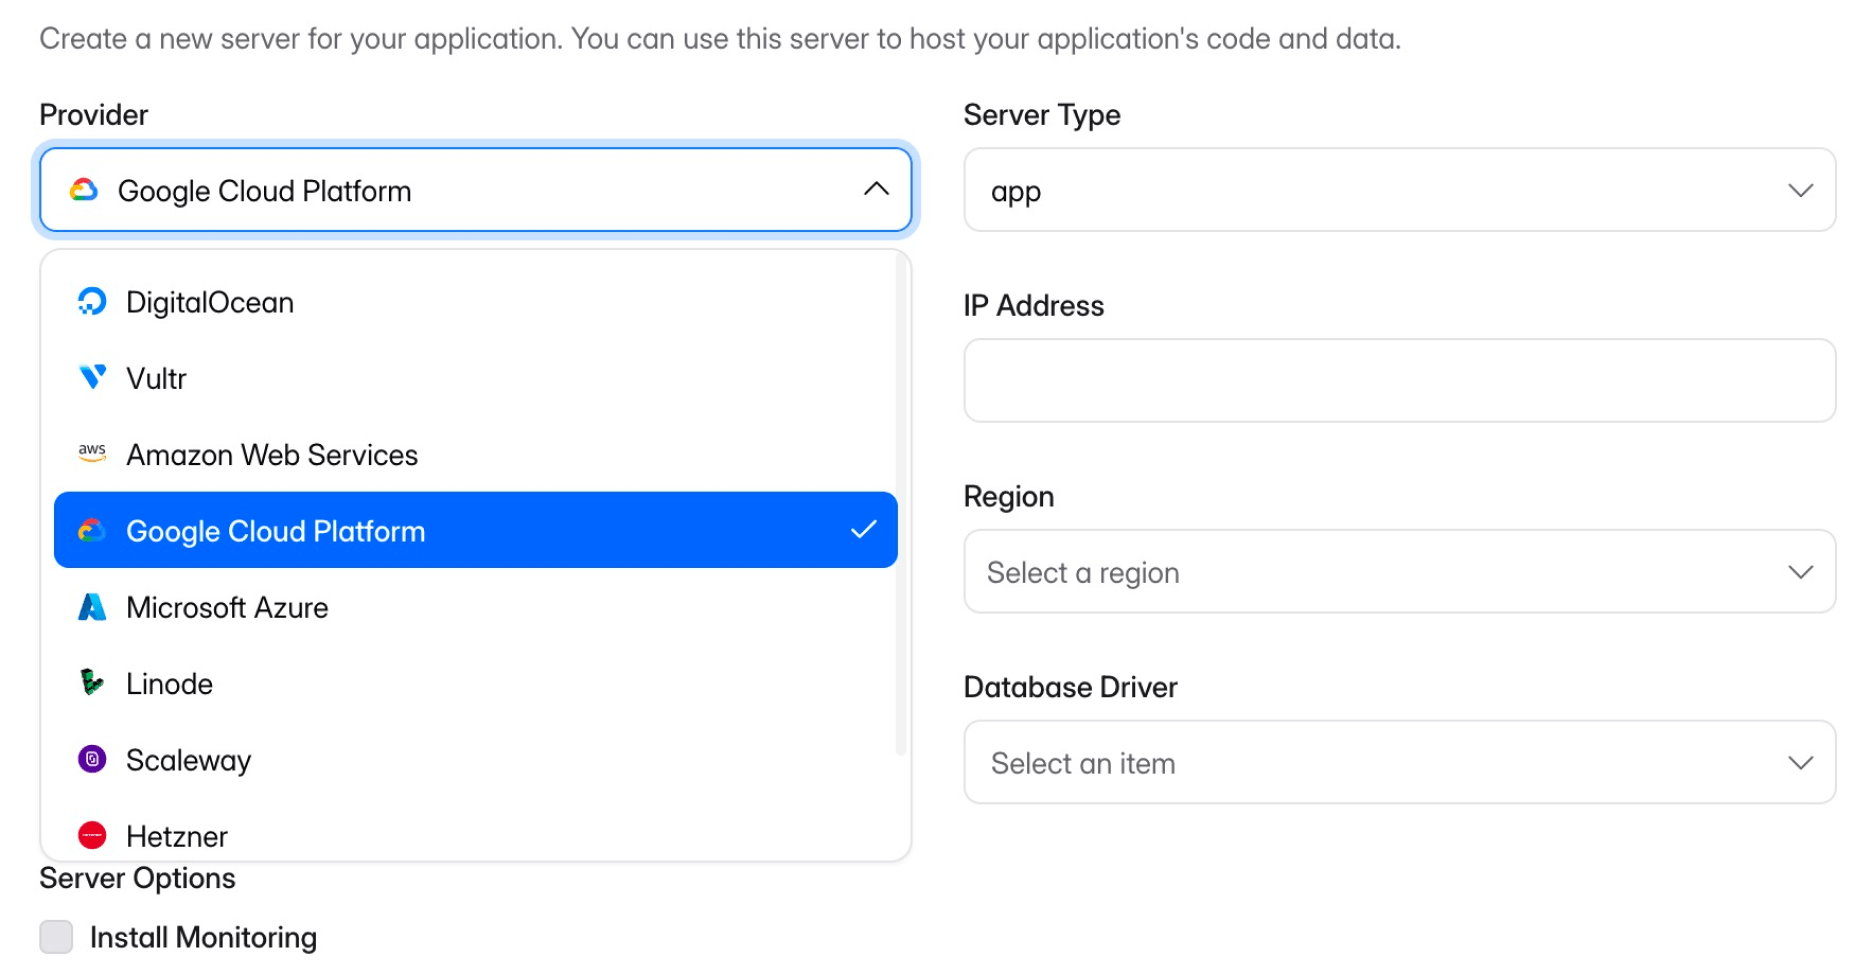 Create a new server for your application. You can use this server to host your application's code and data.
Provider
Google Cloud Platform
DigitalOcean
Vultr
aws Amazon Web Services
Google Cloud Platform
Microsoft Azure
Linode
Scaleway
Hetzner
Server Type
app
IP Address
Region
Select a region
Database Driver
Select an item
Server Options
Install Monitoring